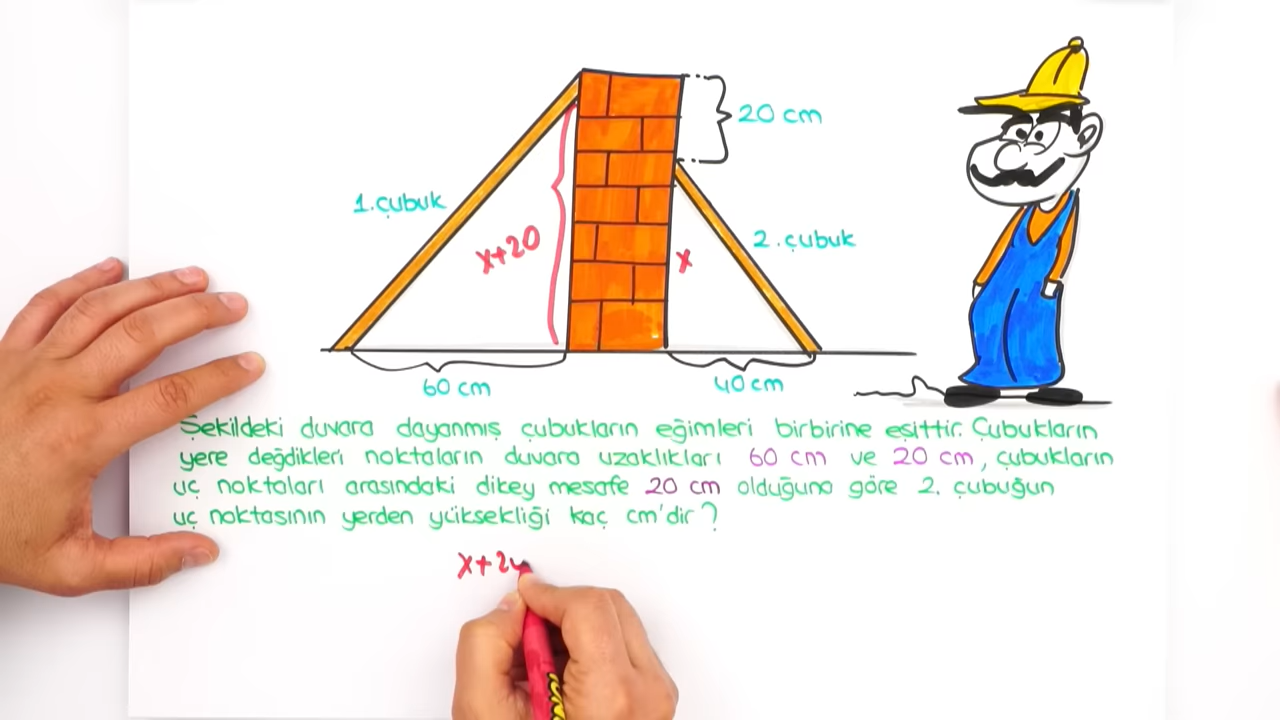 20 cm
1.çubuk
x+20
x
2.çubuk
60 cm
40 cm
Şekildeki duvara dayanmış çubukların eğimleri birbirine eşittir. Çubukların
yere değdikleri noktaların duvara uzaklıkları 60 cm ve 20 cm, çubukların
uç noktaları arasındaki dikey mesafe 20 cm olduğuna göre 2. çubuğun
uç noktasının yerden yüksekliği kaç cm'dir?
x+2